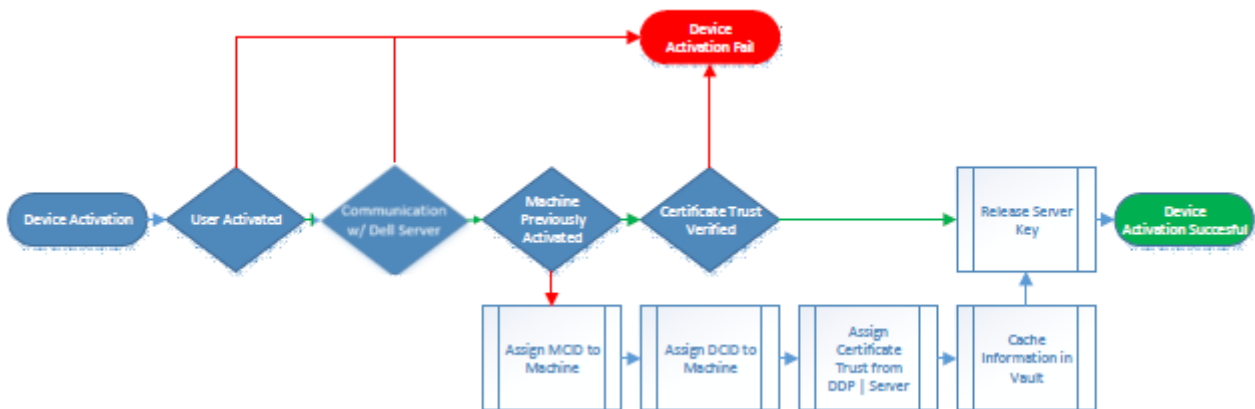 Device
Activation Fail
Device Activation
User Activated
Communication
w/ Dell Server
Machine
Previously
Activated
Certificate Trust
Verified
Release Server
Key
Device
Activation Succesful
Assign MCID to
Machine
Assign DCID to
Machine
Assign
Certificate
Trust from
DDP | Server
Cache
Information in
Vault